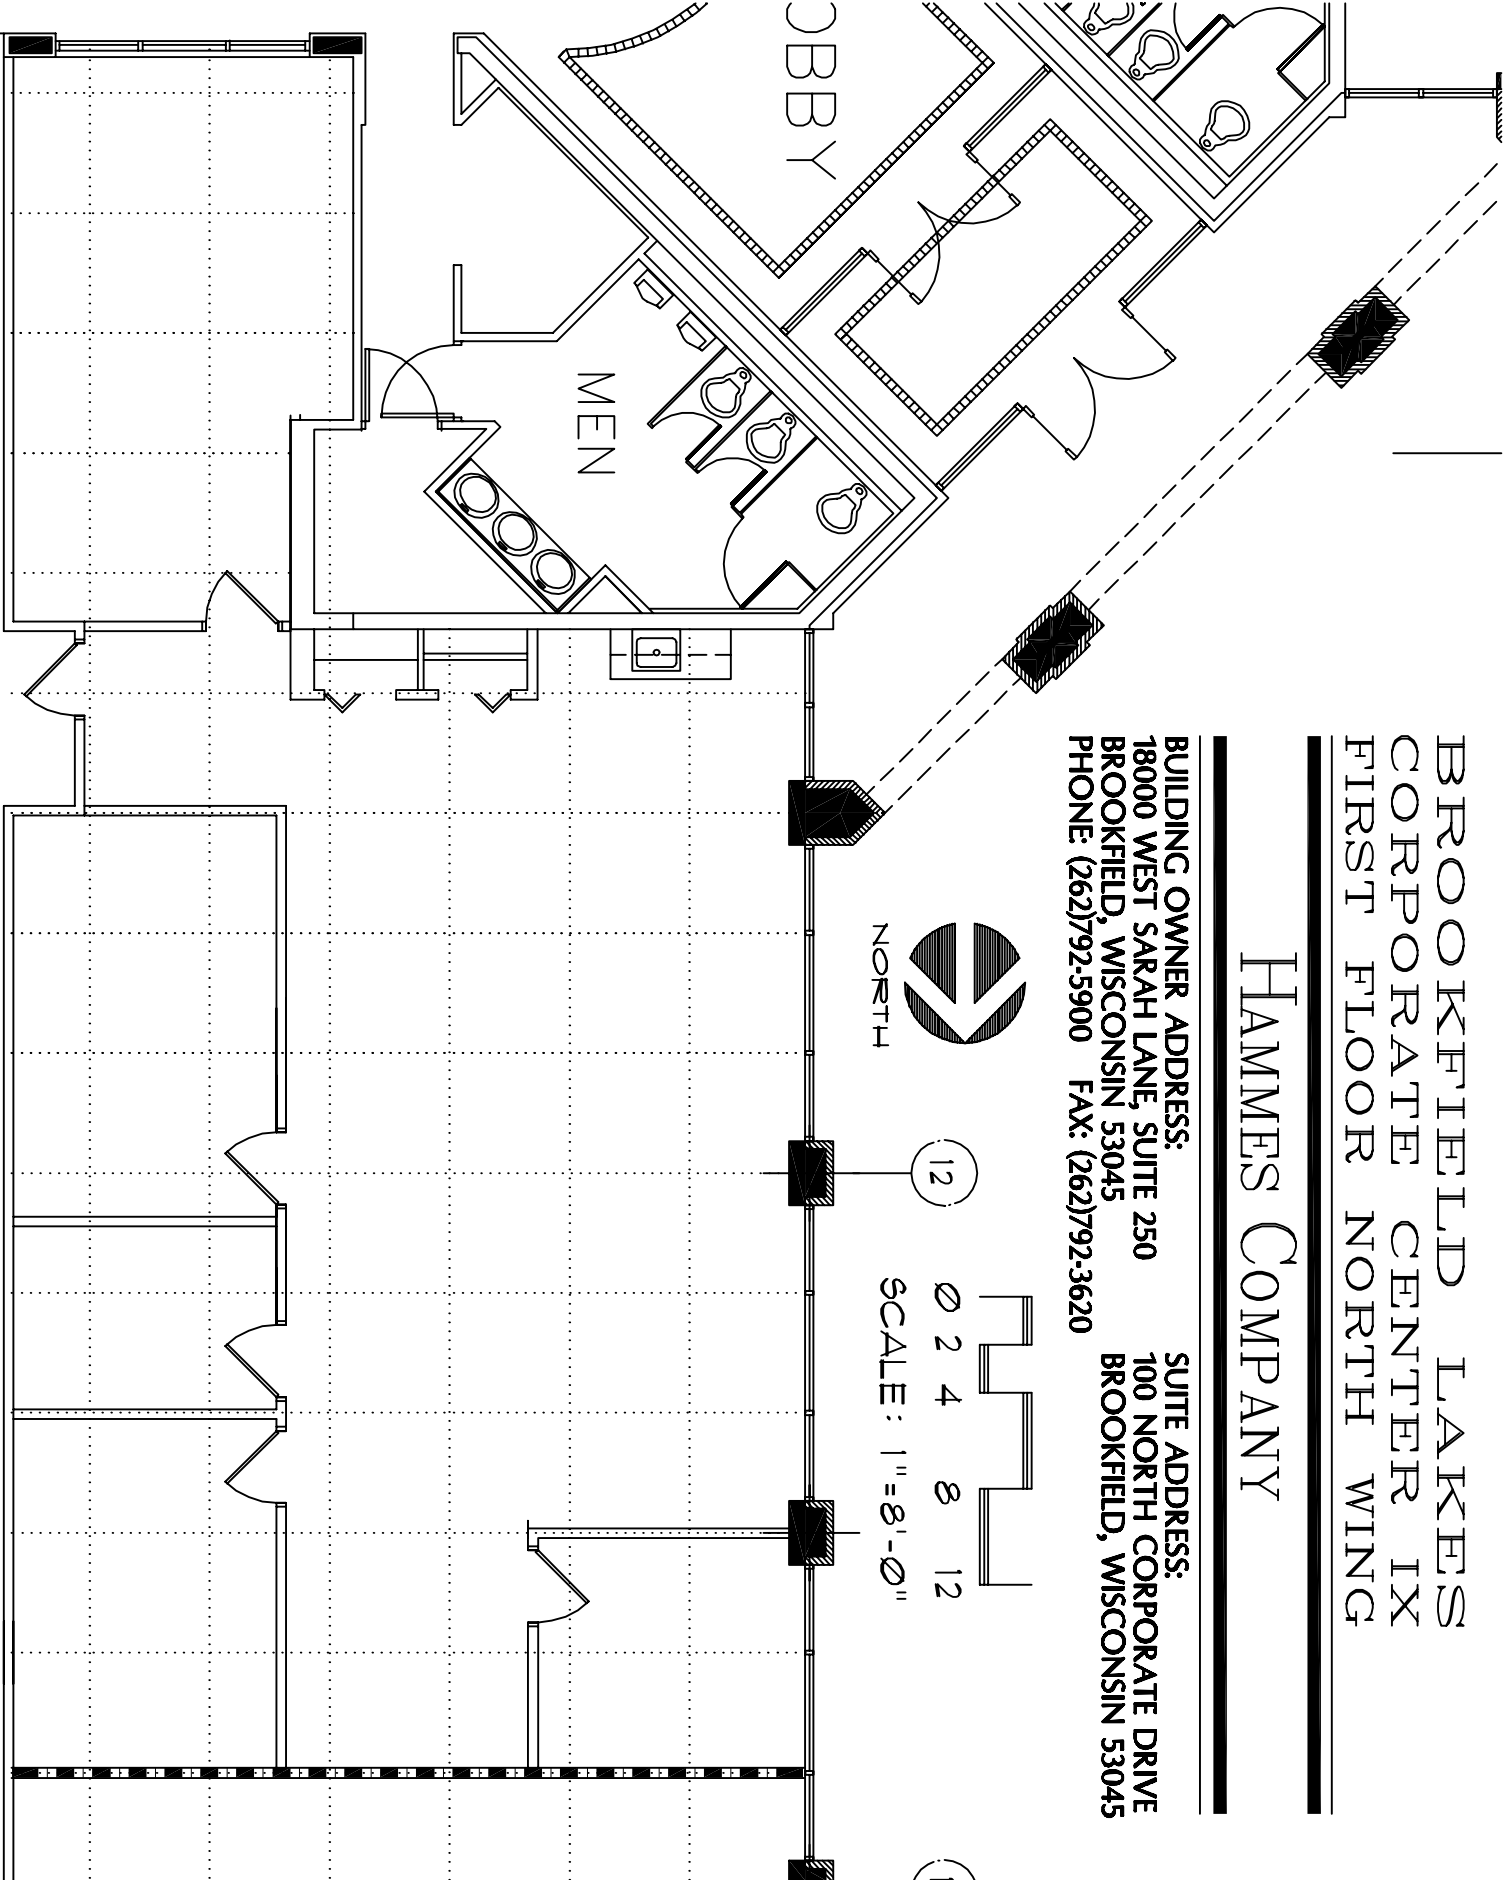 BROOKFIELD LAKES
CORPORATE CENTER IX
FIRST FLOOR NORTH WING
HAMMES COMPANY
BUILDING OWNER ADDRESS:
18000 WEST SARAH LANE, SUITE 250
BROOKFIELD, WISCONSIN 53045
PHONE: (262)792-5900 FAX: (262)792-3620
SUITE ADDRESS:
100 NORTH CORPORATE DRIVE
BROOKFIELD, WISCONSIN 53045
NORTH
12
0 2 4 8 12
SCALE: 1"=8'-0"
OBBY
MEN